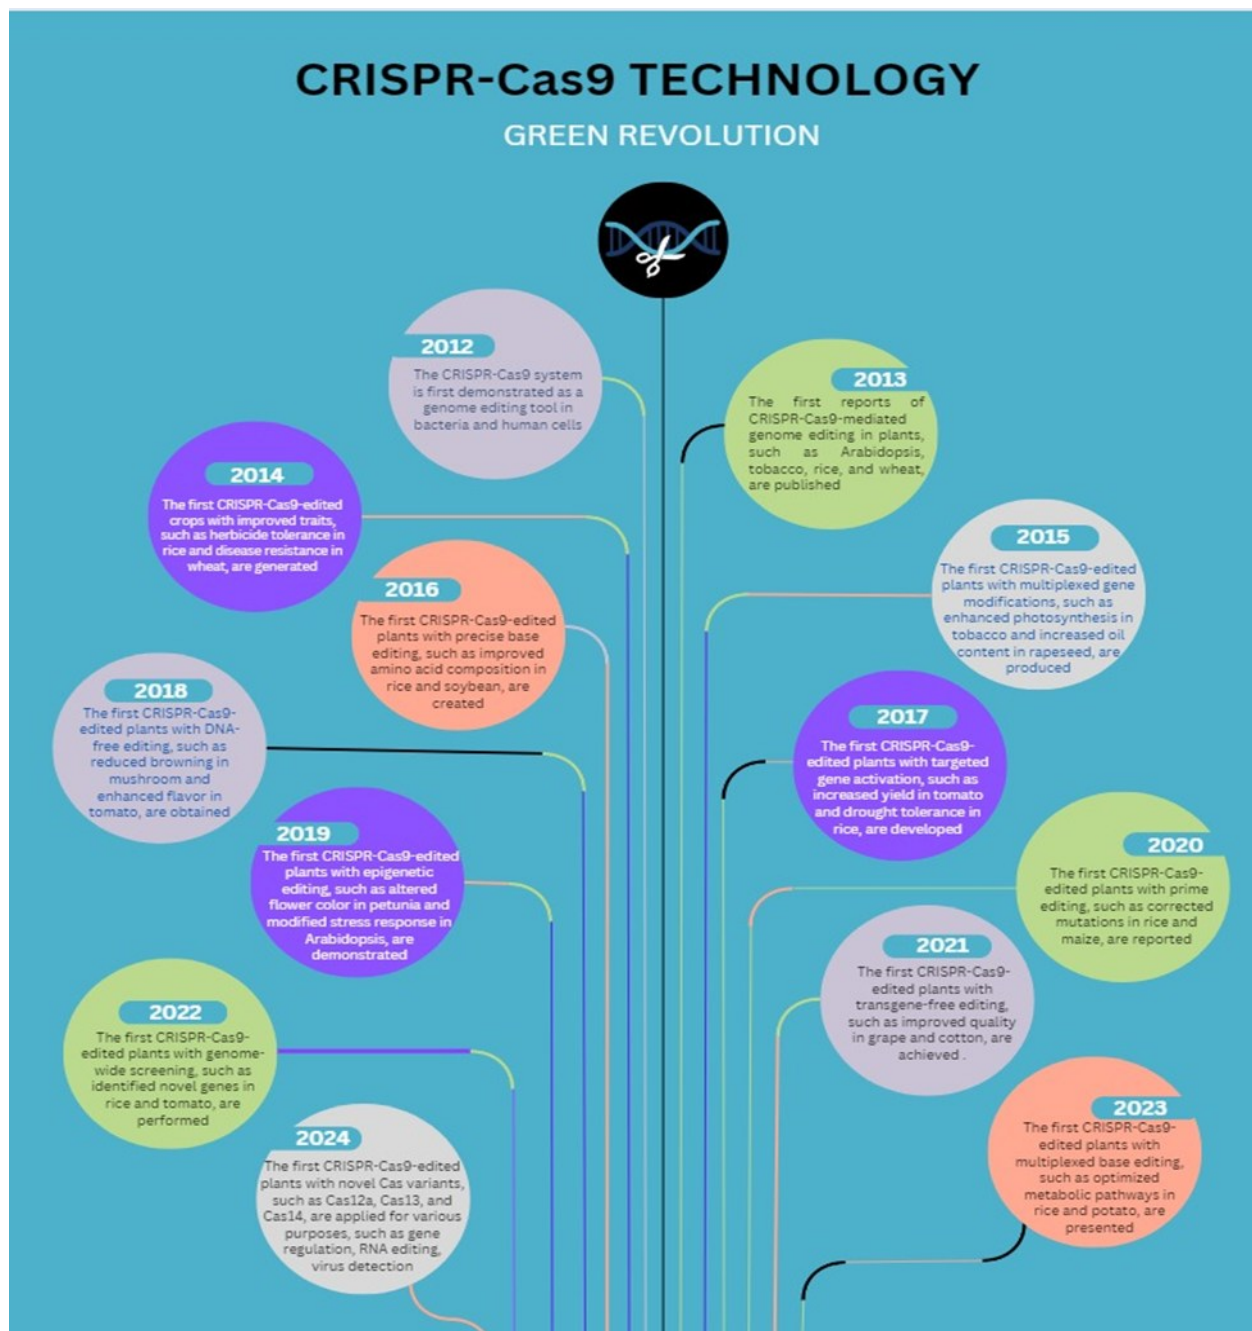 CRISPR-Cas9 TECHNOLOGY
GREEN REVOLUTION
2012
The CRISPR-Cas9 system
is first demonstrated as a
genome editing tool in
bacteria and human cells
2013
The first reports of
CRISPR-Cas9-mediated
genome editing in plants,
such as Arabidopsis,
tobacco, rice, and wheat,
are published
2014
The first CRISPR-Cas9-edited
crops with improved traits,
such as herbicide tolerance in
rice and disease resistance in
wheat, are generated
2015
The first CRISPR-Cas9-edited
plants with multiplexed gene
modifications, such as
enhanced photosynthesis in
tobacco and increased oil
content in rapeseed, are
produced
2016
The first CRISPR-Cas9-edited
plants with precise base
editing, such as improved
amino acid composition in
rice and soybean, are
created
2017
The first CRISPR-Cas9-
edited plants with targeted
gene activation, such as
increased yield in tomato
and drought tolerance in
rice, are developed
2018
The first CRISPR-Cas9-
edited plants with DNA-
free editing, such as
reduced browning in
mushroom and
enhanced flavor in
tomato, are obtained
2019
The first CRISPR-Cas9-edited
plants with epigenetic
editing, such as altered
flower color in petunia and
modified stress response in
Arabidopsis, are
demonstrated
2020
The first CRISPR-Cas9-
edited plants with prime
editing, such as corrected
mutations in rice and
maize, are reported
2021
The first CRISPR-Cas9-
edited plants with
transgene-free editing,
such as improved quality
in grape and cotton, are
achieved .
2022
The first CRISPR-Cas9-
edited plants with genome-
wide screening, such as
identified novel genes in
rice and tomato, are
performed
2023
The first CRISPR-Cas9-
edited plants with
multiplexed base editing,
such as optimized
metabolic pathways in
rice and potato, are
presented
2024
The first CRISPR-Cas9-edited
plants with novel Cas variants,
such as Cas12a, Cas13, and
Cas14, are applied for various
purposes, such as gene
regulation, RNA editing,
virus detection